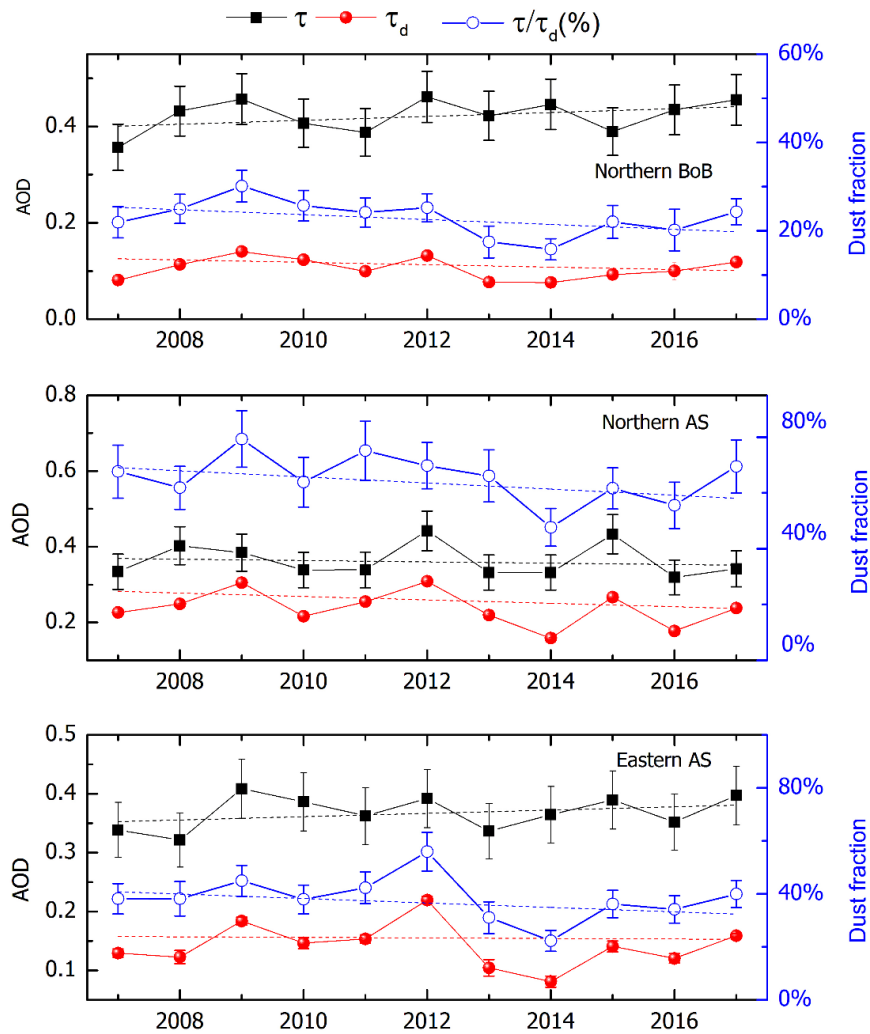 τ τd τ/τd(%)
60%
0.4 40%
AOD Northern BoB Dust fraction
0.2 20%
0.0 0%
2008 2010 2012 2014 2016
0.8
Northern AS 80%
0.6
AOD Dust fraction
0.4 40%
0.2 0%
2008 2010 2012 2014 2016
0.5
Eastern AS
0.4 80%
AOD 0.3 Dust fraction
40%
0.2
0.1
0%
2008 2010 2012 2014 2016